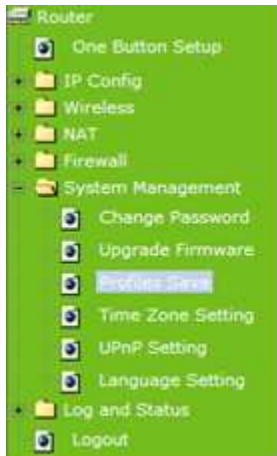 Router
One Button Setup
IP Config
Wireless
NAT
Firewall
System Management
Change Password
Upgrade Firmware
Profiles Save
Time Zone Setting
UPnP Setting
Language Setting
Log and Status
Logout